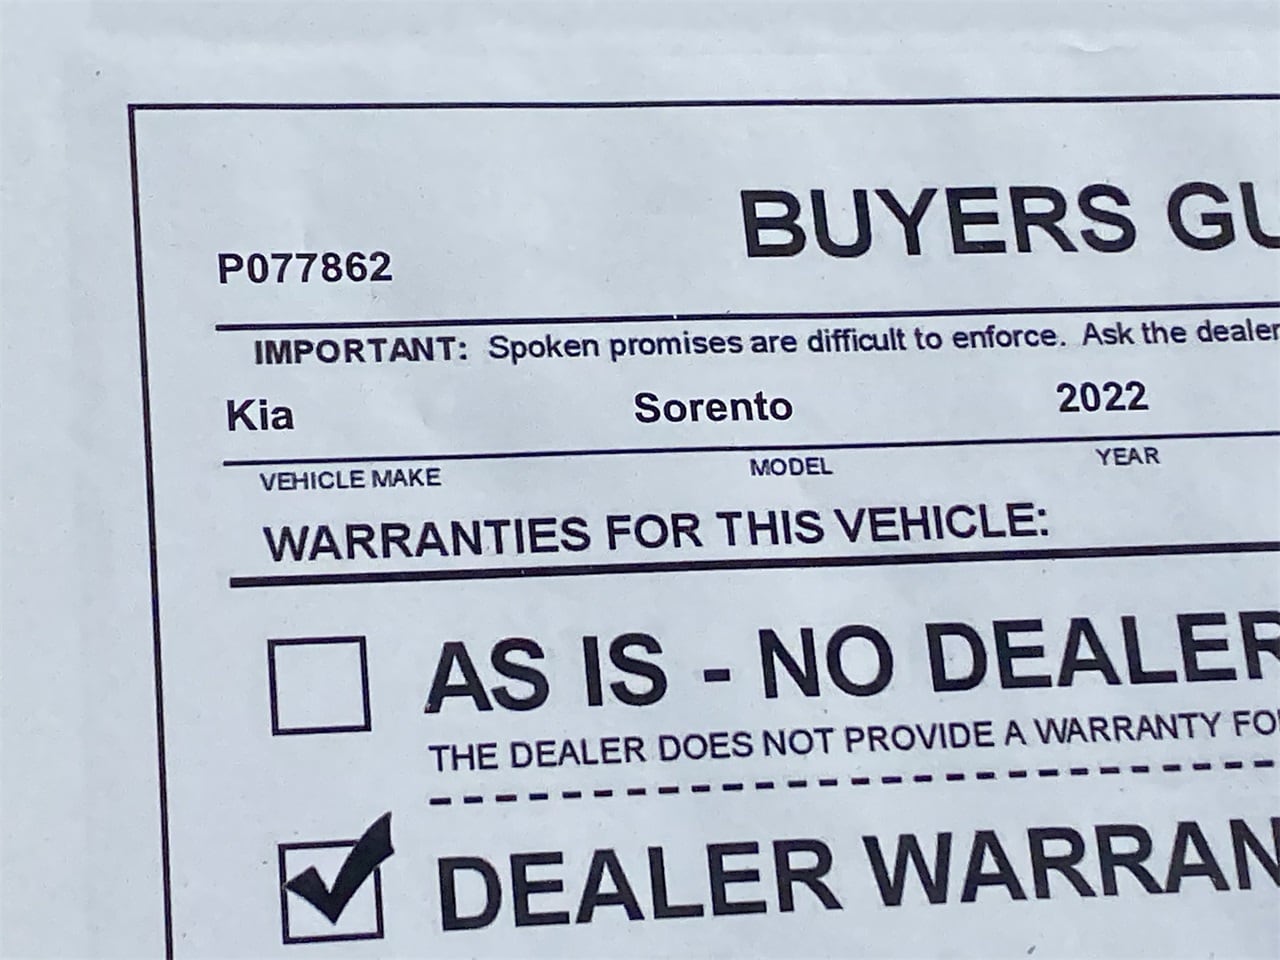 BUYERS GU
P077862
IMPORTANT: Spoken promises are difficult to enforce. Ask the dealer
Kia Sorento 2022
VEHICLE MAKE MODEL YEAR
WARRANTIES FOR THIS VEHICLE:
AS IS - NO DEALER
THE DEALER DOES NOT PROVIDE A WARRANTY FO
DEALER WARRAN